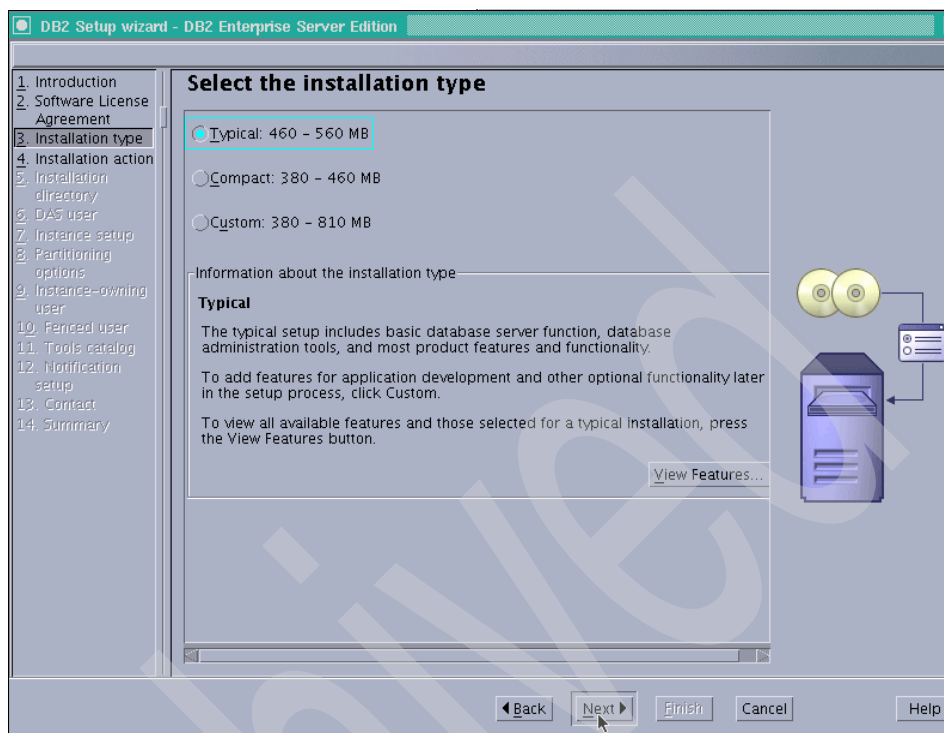 DB2 Setup wizard - DB2 Enterprise Server Edition
1. Introduction
2. Software License
Agreement
3. Installation type
4. Installation action
5. Installation
directory
6. DAS user
7. Instance setup
8. Partitioning
options
9. Instance-owning
user
10. Fenced user
11. Tools catalog
12. Notification
setup
13. Contact
14. Summary
Select the installation type
Typical: 460 - 560 MB
Compact: 380 - 460 MB
Custom: 380 - 810 MB
Information about the installation type
Typical
The typical setup includes basic database server function, database
administration tools, and most product features and functionality.
To add features for application development and other optional functionality later
in the setup process, click Custom.
To view all available features and those selected for a typical installation, press
the View Features button.
View Features...
Back
Next
Finish
Cancel
Help
hived